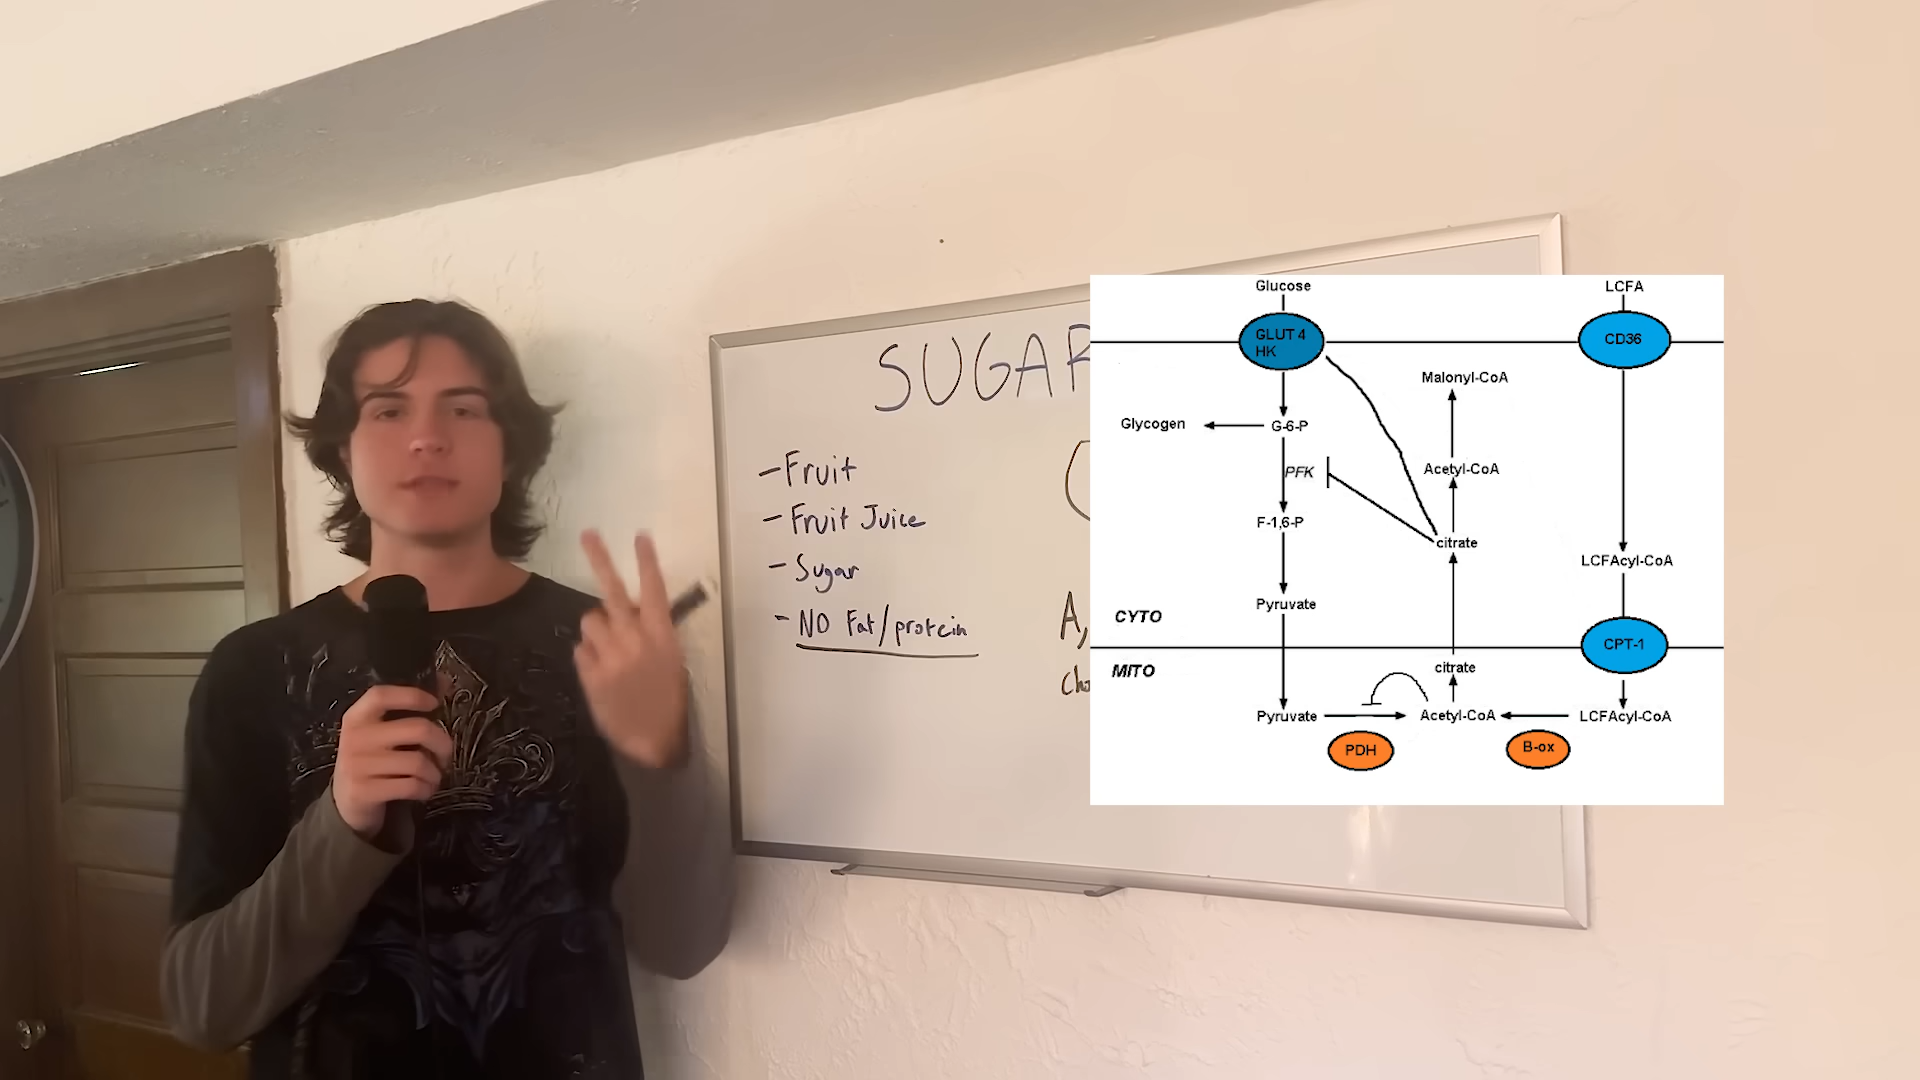 SUGAR
-Fruit
-Fruit Juice
-Sugar
-NO Fat/protein
A,
Glucose
LCFA
GLUT 4
HK
CD36
Malonyl-CoA
Glycogen
G-6-P
Acetyl-CoA
PFK
F-1,6-P
citrate
LCFAcyl-CoA
Pyruvate
CYTO
CPT-1
MITO
citrate
Pyruvate
Acetyl-CoA
LCFAcyl-CoA
PDH
B-ox